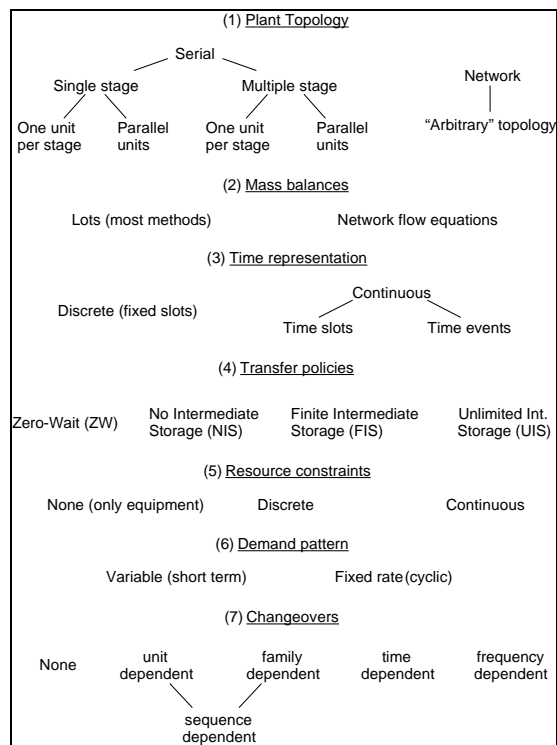 (1) Plant Topology
Serial
Single stage Multiple stage Network
One unit per stage Parallel units One unit per stage Parallel units “Arbitrary” topology
(2) Mass balances
Lots (most methods) Network flow equations
(3) Time representation
Continuous
Discrete (fixed slots)
Time slots Time events
(4) Transfer policies
Zero-Wait (ZW) No Intermediate Storage (NIS) Finite Intermediate Storage (FIS) Unlimited Int. Storage (UIS)
(5) Resource constraints
None (only equipment) Discrete Continuous
(6) Demand pattern
Variable (short term) Fixed rate (cyclic)
(7) Changeovers
None unit dependent family dependent time dependent frequency dependent
sequence dependent